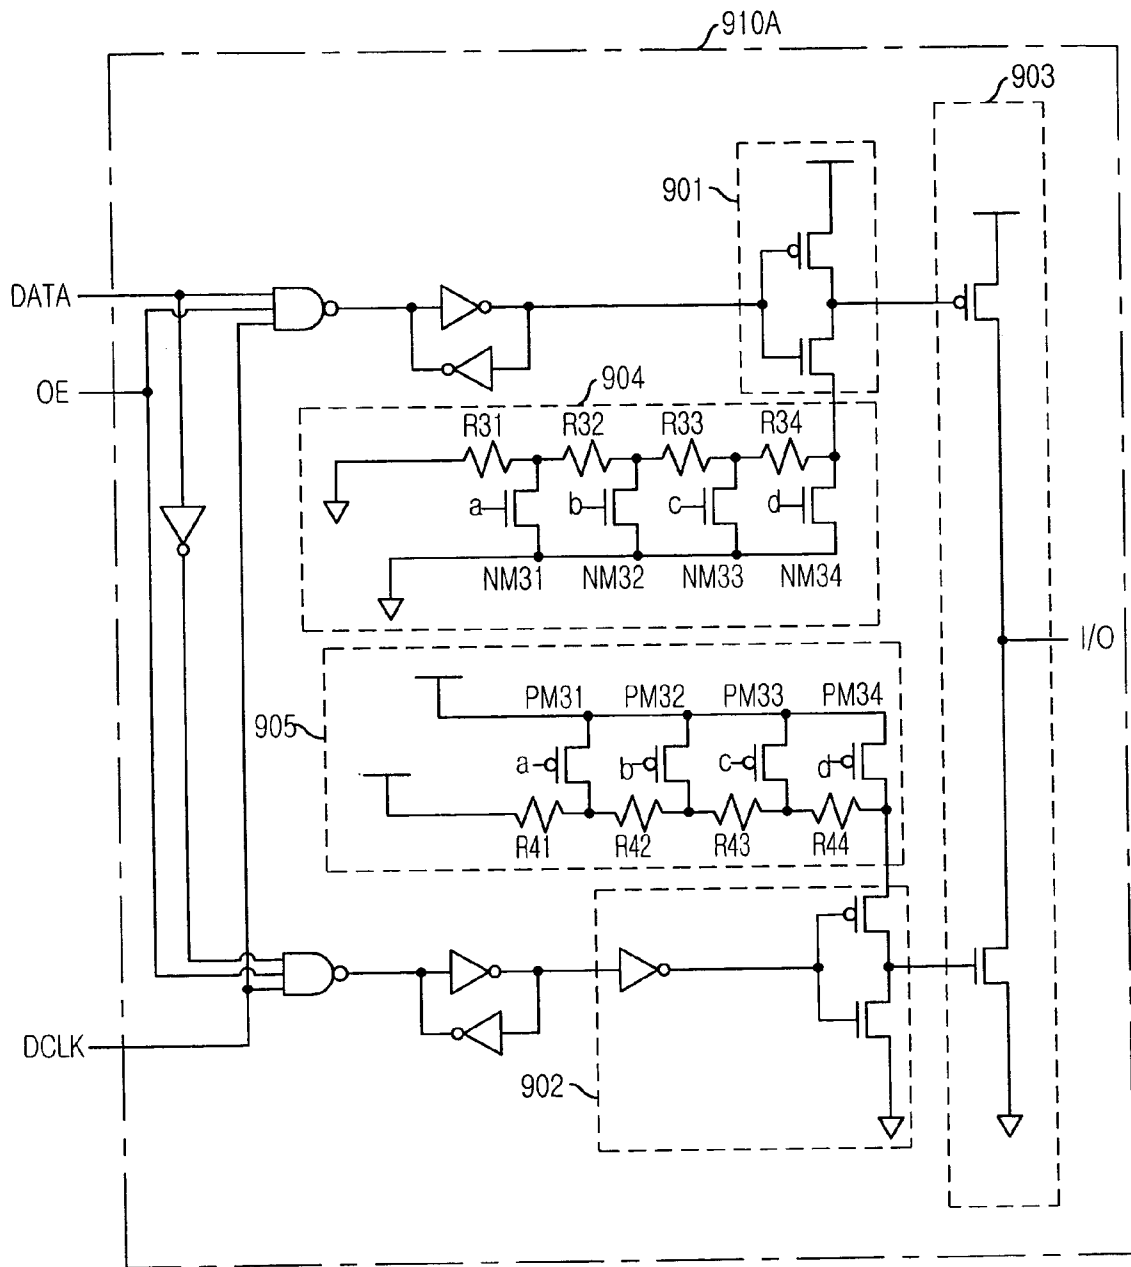 910A
903
901
DATA
OE
904
R31 R32 R33 R34
a b c d
NM31 NM32 NM33 NM34
I/O
905
PM31 PM32 PM33 PM34
a b c d
R41 R42 R43 R44
DCLK
902